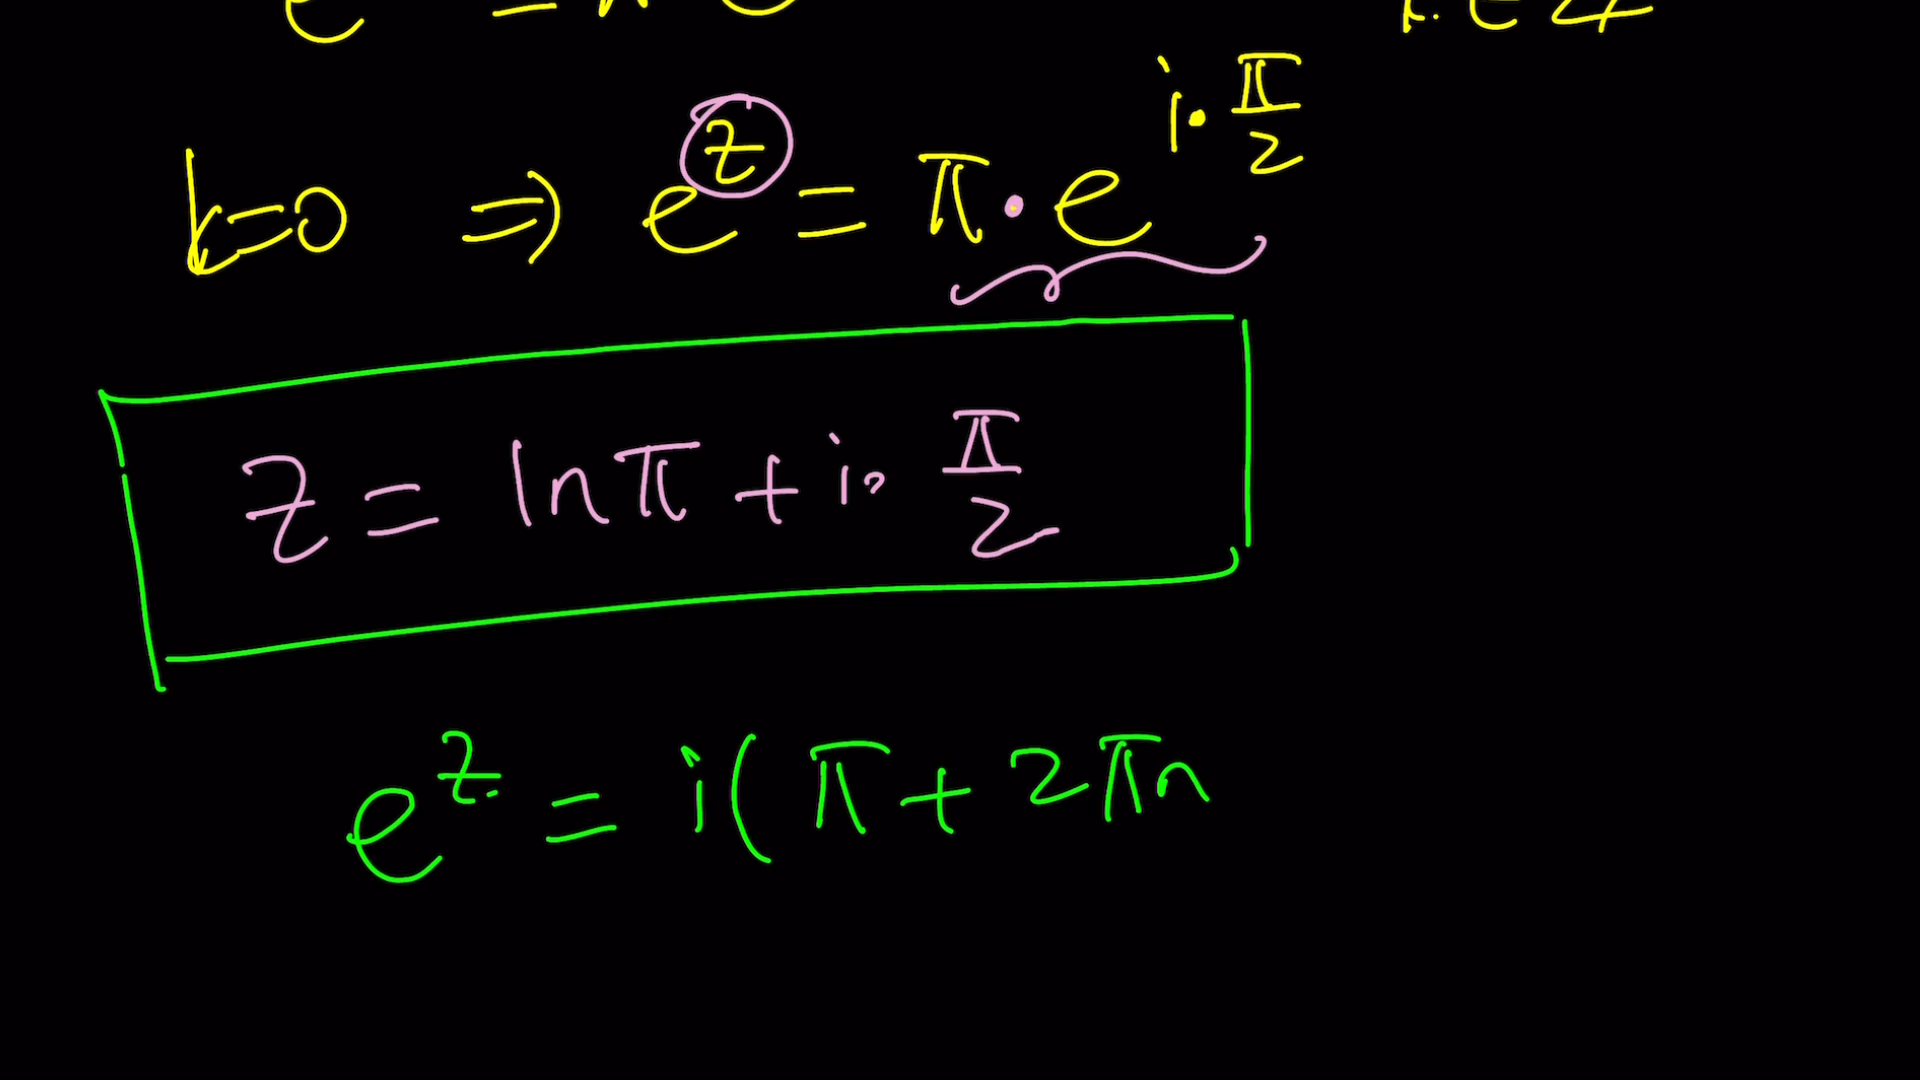 k=0 ⇒ e^z = π · e^(i·π/2)
z = lnπ + i· π/2
e^z = i(π+2πn